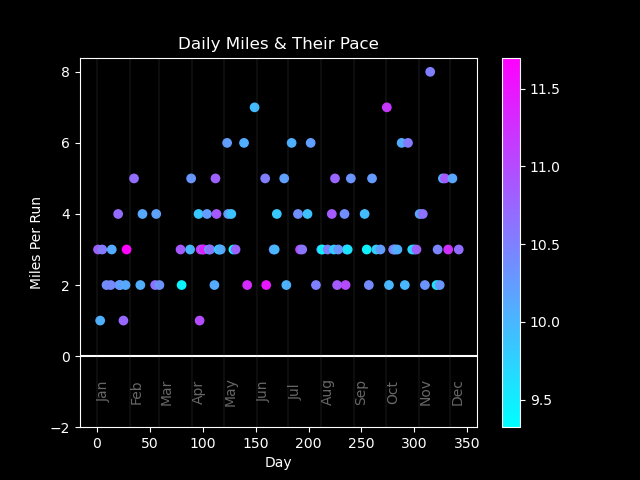 Daily Miles & Their Pace
Miles Per Run
8
6
4
2
0
−2
Jan
Feb
Mar
Apr
May
Jun
Jul
Aug
Sep
Oct
Nov
Dec
0
50
100
150
200
250
300
350
Day
11.5
11.0
10.5
10.0
9.5